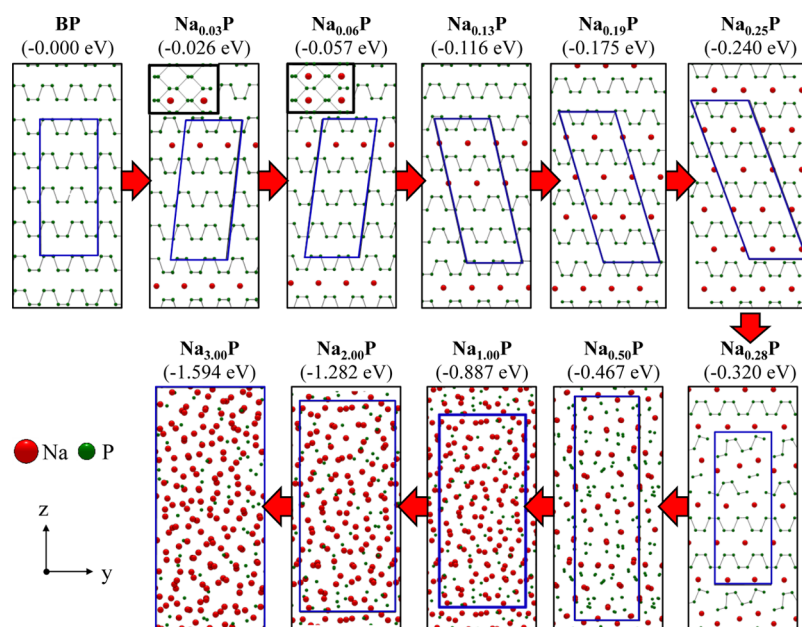 BP
(-0.000 eV)
Na0.03P
(-0.026 eV)
Na0.06P
(-0.057 eV)
Na0.13P
(-0.116 eV)
Na0.19P
(-0.175 eV)
Na0.25P
(-0.240 eV)
Na3.00P
(-1.594 eV)
Na2.00P
(-1.282 eV)
Na1.00P
(-0.887 eV)
Na0.50P
(-0.467 eV)
Na0.28P
(-0.320 eV)
Na P
z
y